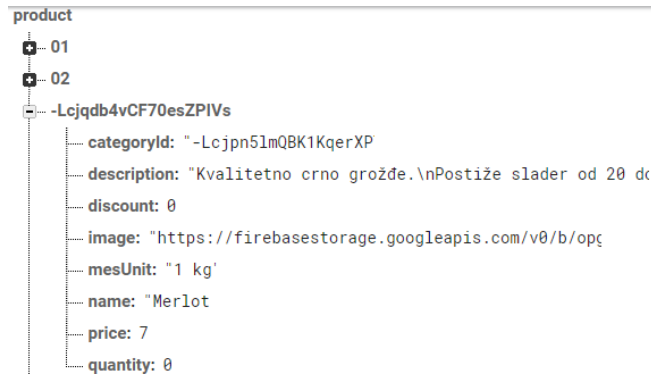 product
01
02
-Lcjqdb4vCF70esZPIVs
categoryId: "-Lcjpn5lmQBK1KqerXP
description: "Kvalitetno crno grožđe.\nPostiže slader od 20 do
discount: 0
image: "https://firebasestorage.googleapis.com/v0/b/opg
mesUnit: "1 kg'
name: "Merlot
price: 7
quantity: 0